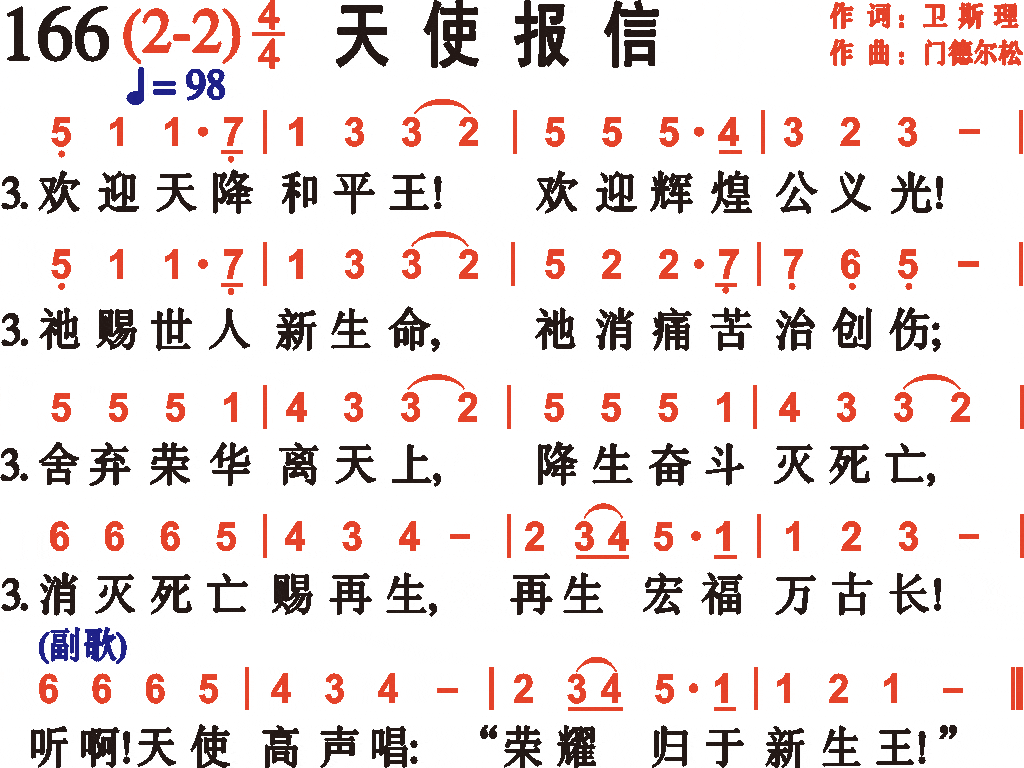 166 (2-2) 4/4 天使报信 作词：卫斯理
作曲：门德尔松
♩= 98
5 1 1·7 | 1 3 3 2 | 5 5 5·4 | 3 2 3 – |
3.欢迎天降和平王! 欢迎辉煌公义光!
5 1 1·7 | 1 3 3 2 | 5 2 2·7 | 7 6 5 – |
3.祂赐世人新生命, 祂消痛苦治创伤;
5 5 5 1 | 4 3 3 2 | 5 5 5 1 | 4 3 3 2 |
3.舍弃荣华离天上, 降生奋斗灭死亡,
6 6 6 5 | 4 3 4 – | 2 3 4 5·1 | 1 2 3 – |
3.消灭死亡赐再生, 再生宏福万古长!
(副歌)
6 6 6 5 | 4 3 4 – | 2 3 4 5·1 | 1 2 1 – ‖
听啊!天使高声唱: “荣耀归于新生王!”